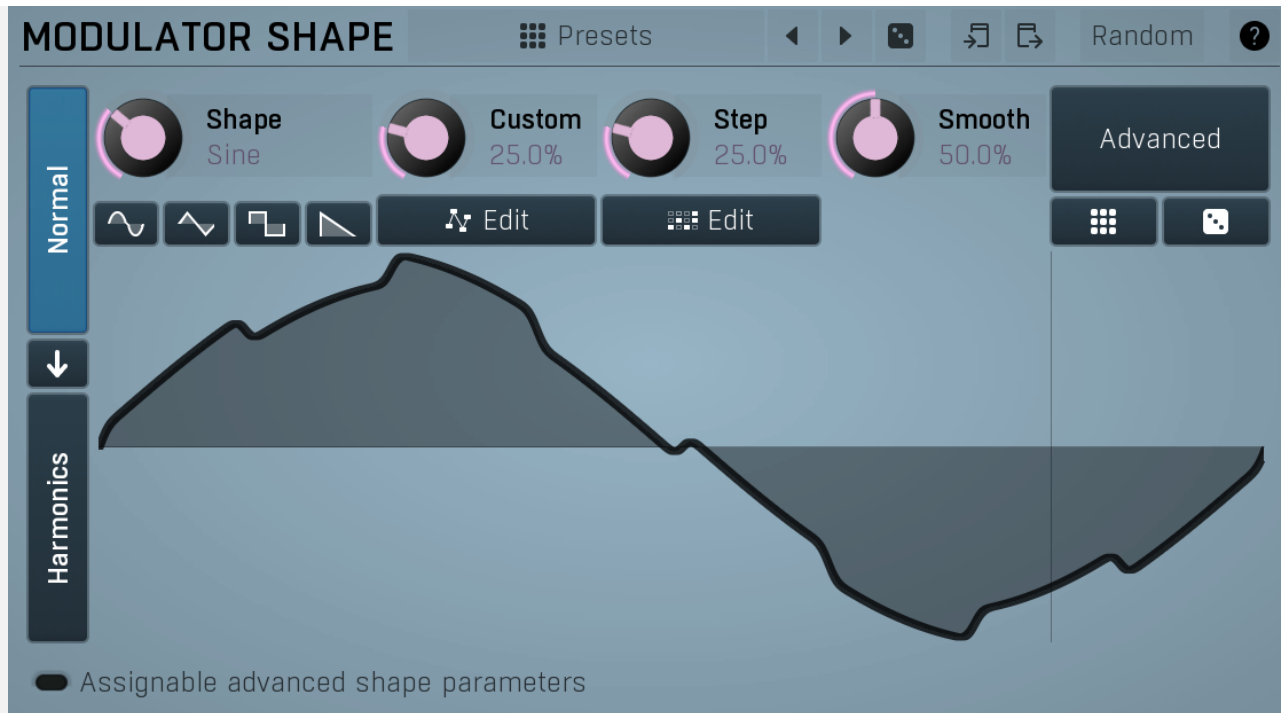 MODULATOR SHAPE
Presets
Random
?
Normal
Shape
Sine
Custom
25.0%
Step
25.0%
Smooth
50.0%
Advanced
Edit
Edit
Harmonics
Assignable advanced shape parameters